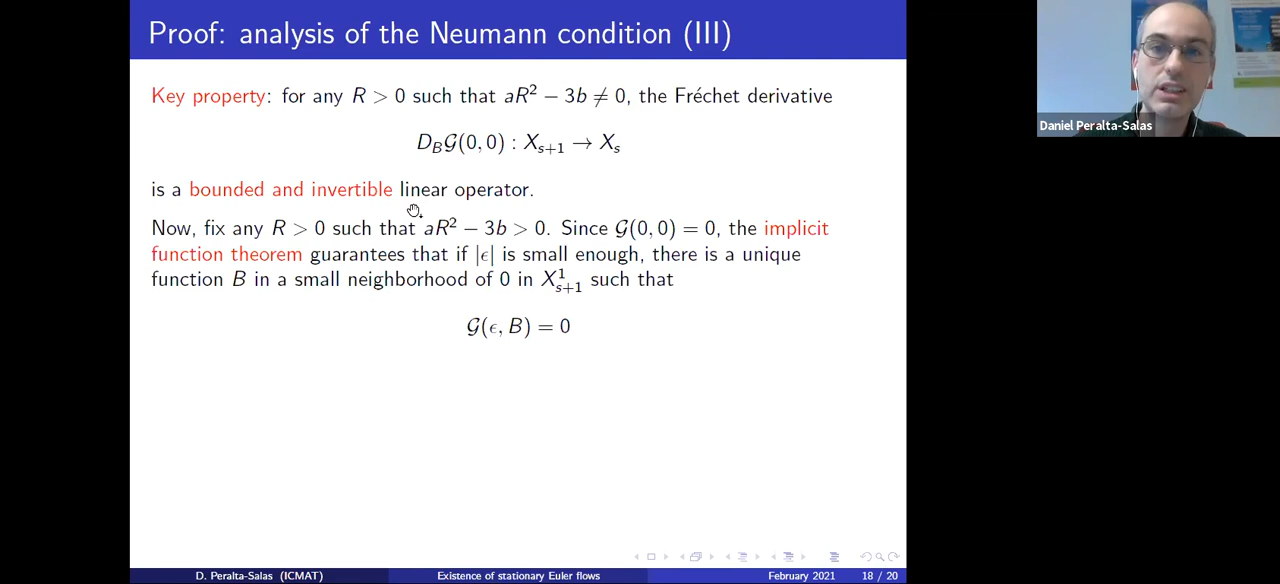 Proof: analysis of the Neumann condition (III)
Key property: for any R > 0 such that aR² − 3b ≠ 0, the Fréchet derivative
D_B𝒢(0, 0) : X_{s+1} → X_s
is a bounded and invertible linear operator.
Now, fix any R > 0 such that aR² − 3b > 0. Since 𝒢(0, 0) = 0, the implicit
function theorem guarantees that if |ϵ| is small enough, there is a unique
function B in a small neighborhood of 0 in X^1_{s+1} such that
𝒢(ϵ, B) = 0
D. Peralta-Salas (ICMAT) Existence of stationary Euler flows February 2021 18 / 20
Daniel Peralta-Salas